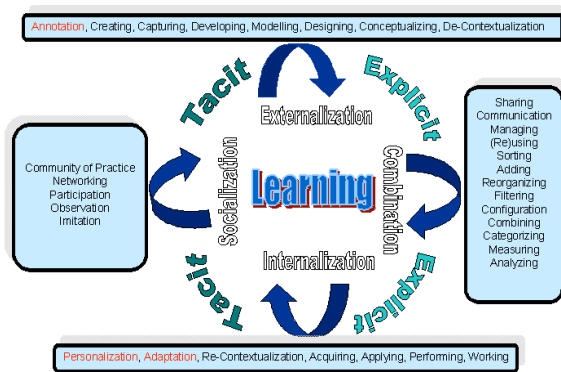 Annotation, Creating, Capturing, Developing, Modelling, Designing, Conceptualizing, De-Contextualization
Tacit
Explicit
Externalization
Community of Practice
Networking
Participation
Observation
Imitation
Socialization
Learning
Combination
Sharing
Communication
Managing
(Re)using
Sorting
Adding
Reorganizing
Filtering
Configuration
Combining
Categorizing
Measuring
Analyzing
Internalization
Tacit
Explicit
Personalization, Adaptation, Re-Contextualization, Acquiring, Applying, Performing, Working